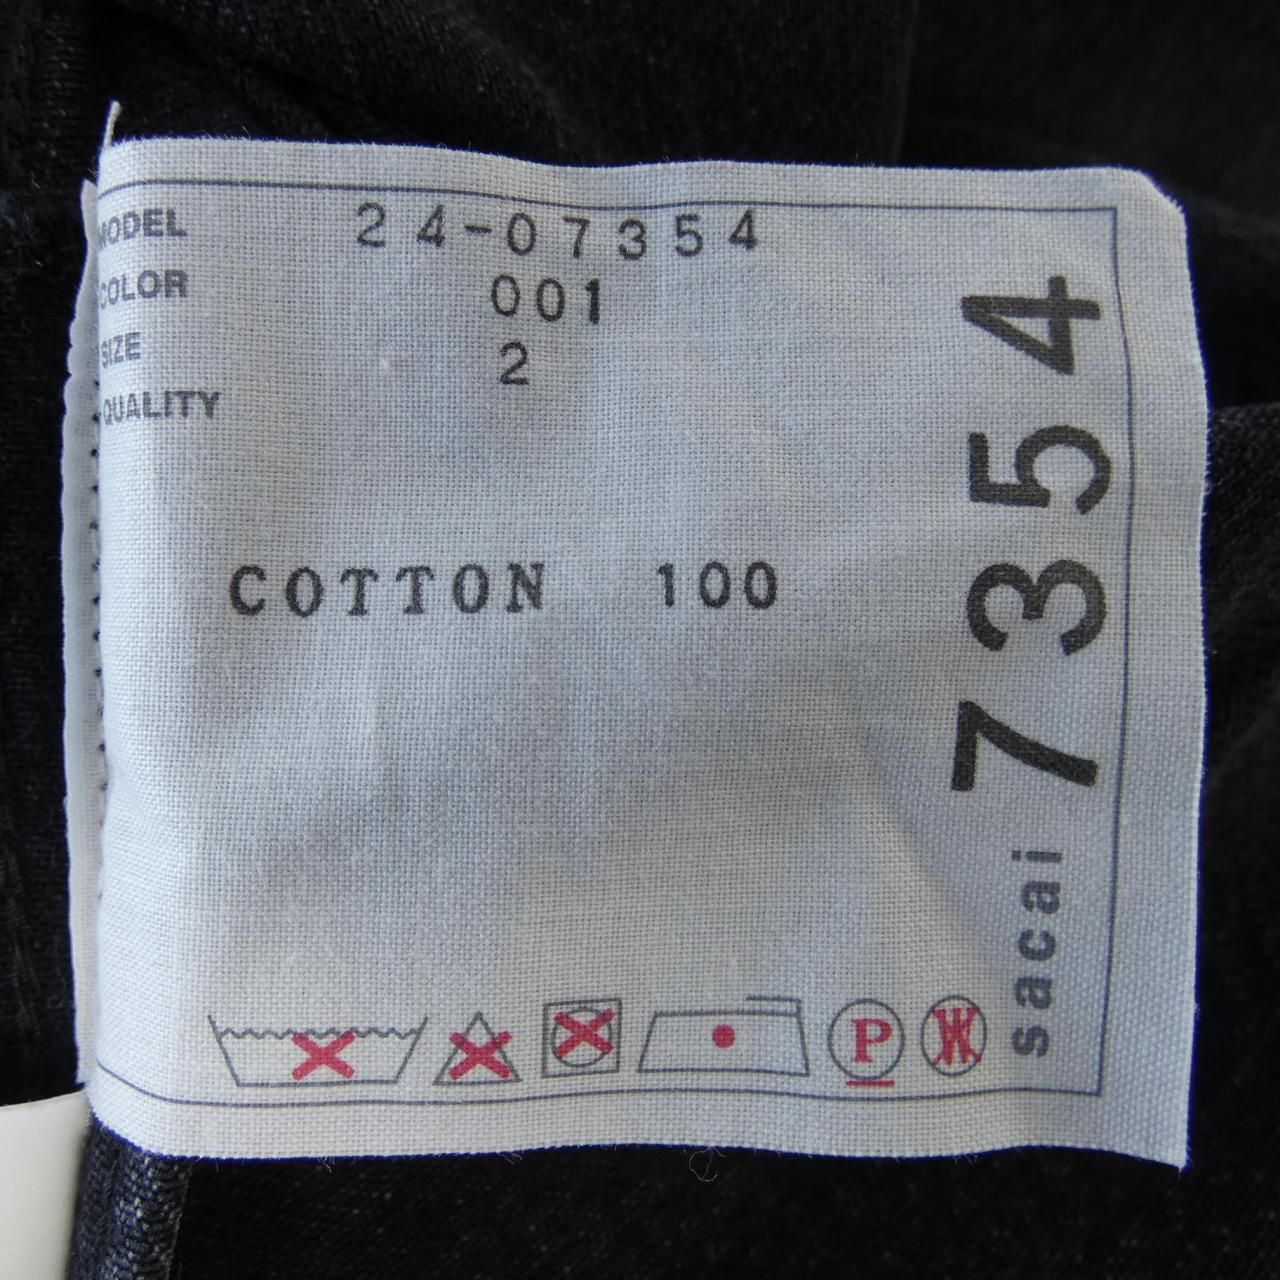 MODEL 24-07354
COLOR 001
SIZE 2
QUALITY
COTTON 100
sacai 7354
P
W